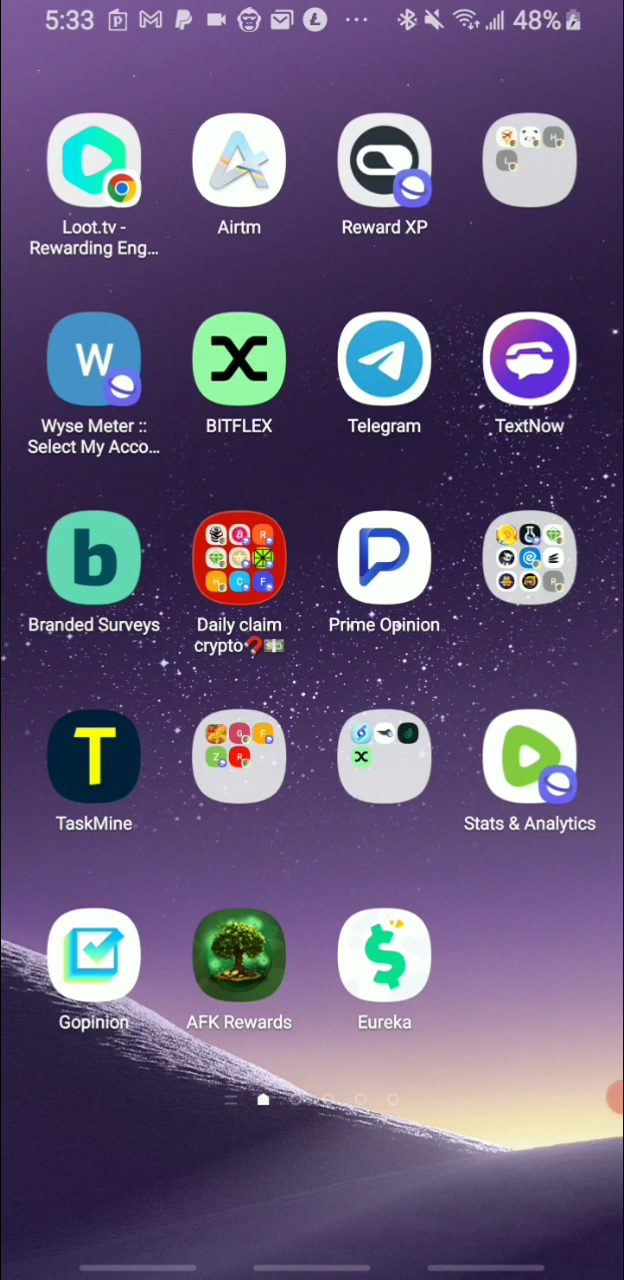 5:33 48%
Loot.tv -
Rewarding Eng...
Airtm
Reward XP
H
L
W
Wyse Meter ::
Select My Acco...
BITFLEX
Telegram
TextNow
b
Branded Surveys
R
H C F
Daily claim
crypto
Prime Opinion
R
T
TaskMine
G F
Z R
Stats & Analytics
Gopinion
AFK Rewards
Eureka